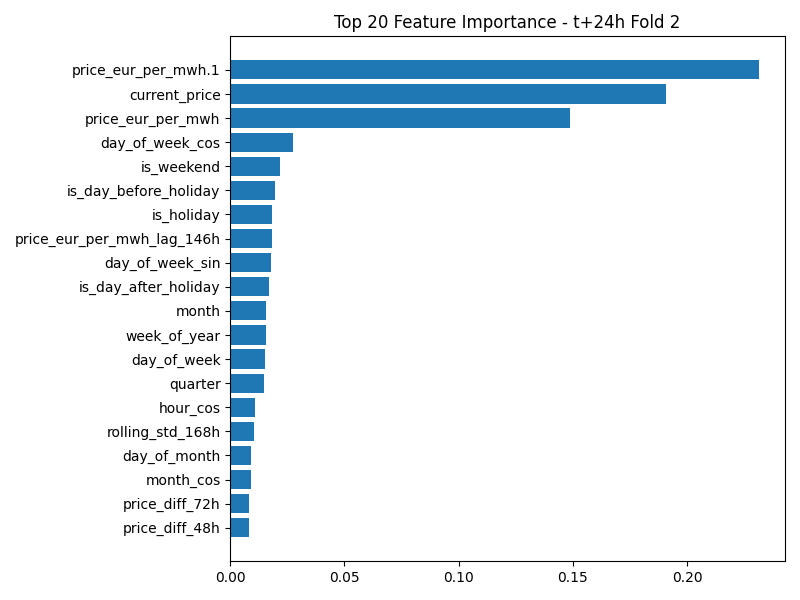 Top 20 Feature Importance - t+24h Fold 2
price_eur_per_mwh.1
current_price
price_eur_per_mwh
day_of_week_cos
is_weekend
is_day_before_holiday
is_holiday
price_eur_per_mwh_lag_146h
day_of_week_sin
is_day_after_holiday
month
week_of_year
day_of_week
quarter
hour_cos
rolling_std_168h
day_of_month
month_cos
price_diff_72h
price_diff_48h
0.00 0.05 0.10 0.15 0.20